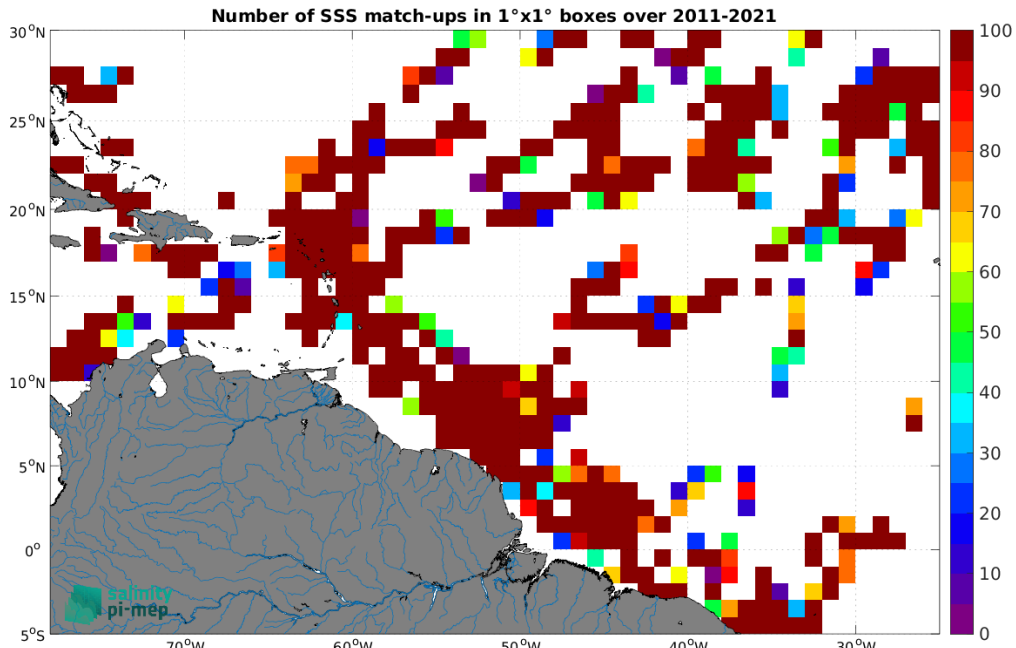 Number of SSS match-ups in 1°x1° boxes over 2011-2021
30°N
25°N
20°N
15°N
10°N
5°N
0°
5°S
70°W
60°W
50°W
40°W
30°W
100
90
80
70
60
50
40
30
20
10
0
salinity
pi-mep